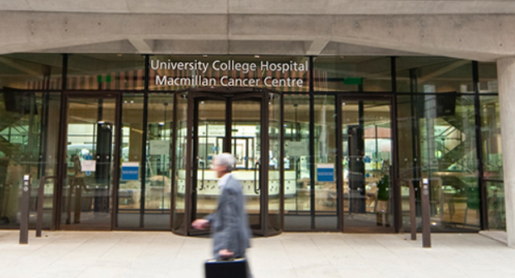 University College Hospital
Macmillan Cancer Centre